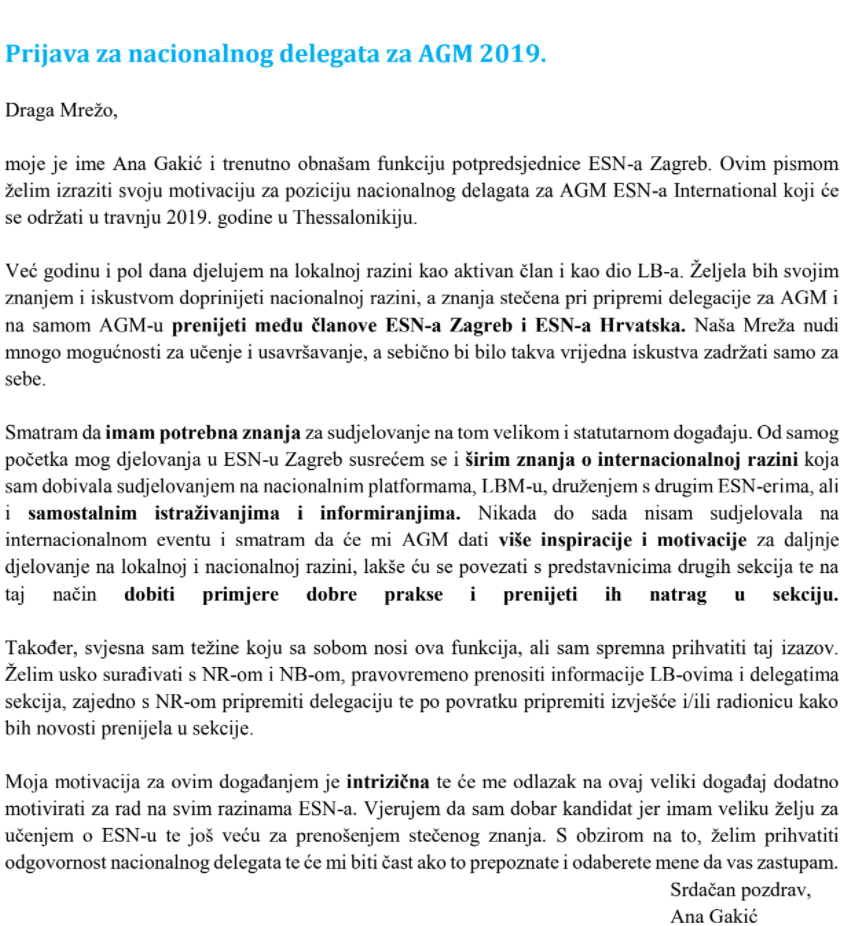 Prijava za nacionalnog delegata za AGM 2019.
Draga Mrežo,
moje je ime Ana Gakić i trenutno obnašam funkciju potpredsjednice ESN-a Zagreb. Ovim pismom
želim izraziti svoju motivaciju za poziciju nacionalnog delagata za AGM ESN-a International koji će
se održati u travnju 2019. godine u Thessalonikiju.
Već godinu i pol dana djelujem na lokalnoj razini kao aktivan član i kao dio LB-a. Željela bih svojim
znanjem i iskustvom doprinijeti nacionalnoj razini, a znanja stečena pri pripremi delegacije za AGM i
na samom AGM-u prenijeti među članove ESN-a Zagreb i ESN-a Hrvatska. Naša Mreža nudi
mnogo mogućnosti za učenje i usavršavanje, a sebično bi bilo takva vrijedna iskustva zadržati samo za
sebe.
Smatram da imam potrebna znanja za sudjelovanje na tom velikom i statutarnom događaju. Od samog
početka mog djelovanja u ESN-u Zagreb susrećem se i širim znanja o internacionalnoj razini koja
sam dobivala sudjelovanjem na nacionalnim platformama, LBM-u, druženjem s drugim ESN-erima, ali
i samostalnim istraživanjima i informiranjima. Nikada do sada nisam sudjelovala na
internacionalnom eventu i smatram da će mi AGM dati više inspiracije i motivacije za daljnje
djelovanje na lokalnoj i nacionalnoj razini, lakše ću se povezati s predstavnicima drugih sekcija te na
taj način dobiti primjere dobre prakse i prenijeti ih natrag u sekciju.
Također, svjesna sam težine koju sa sobom nosi ova funkcija, ali sam spremna prihvatiti taj izazov.
Želim usko surađivati s NR-om i NB-om, pravovremeno prenositi informacije LB-ovima i delegatima
sekcija, zajedno s NR-om pripremiti delegaciju te po povratku pripremiti izvješće i/ili radionicu kako
bih novosti prenijela u sekcije.
Moja motivacija za ovim događanjem je intrizična te će me odlazak na ovaj veliki događaj dodatno
motivirati za rad na svim razinama ESN-a. Vjerujem da sam dobar kandidat jer imam veliku želju za
učenjem o ESN-u te još veću za prenošenjem stečenog znanja. S obzirom na to, želim prihvatiti
odgovornost nacionalnog delegata te će mi biti čast ako to prepoznate i odaberete mene da vas zastupam.
Srdačan pozdrav,
Ana Gakić